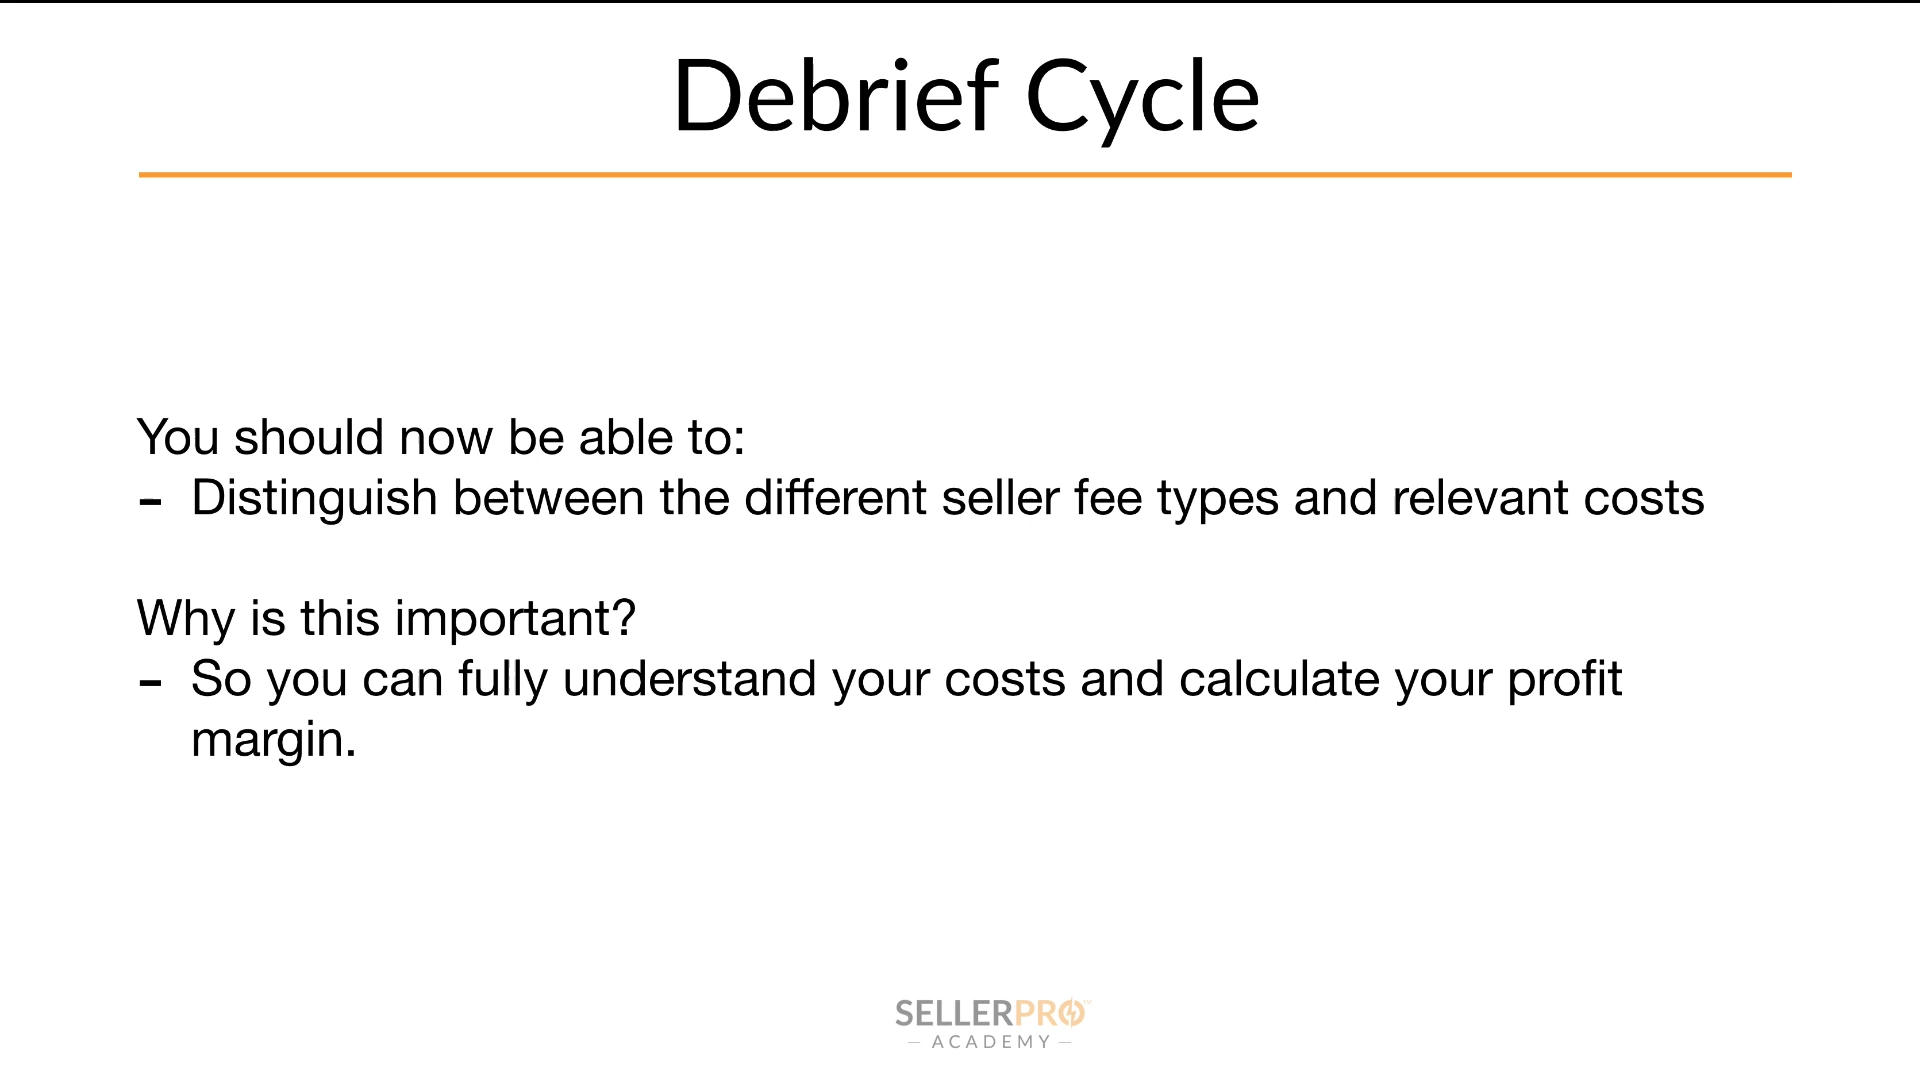 Debrief Cycle
You should now be able to:
- Distinguish between the different seller fee types and relevant costs
Why is this important?
- So you can fully understand your costs and calculate your profit
margin.
SELLERPRO™
— ACADEMY —